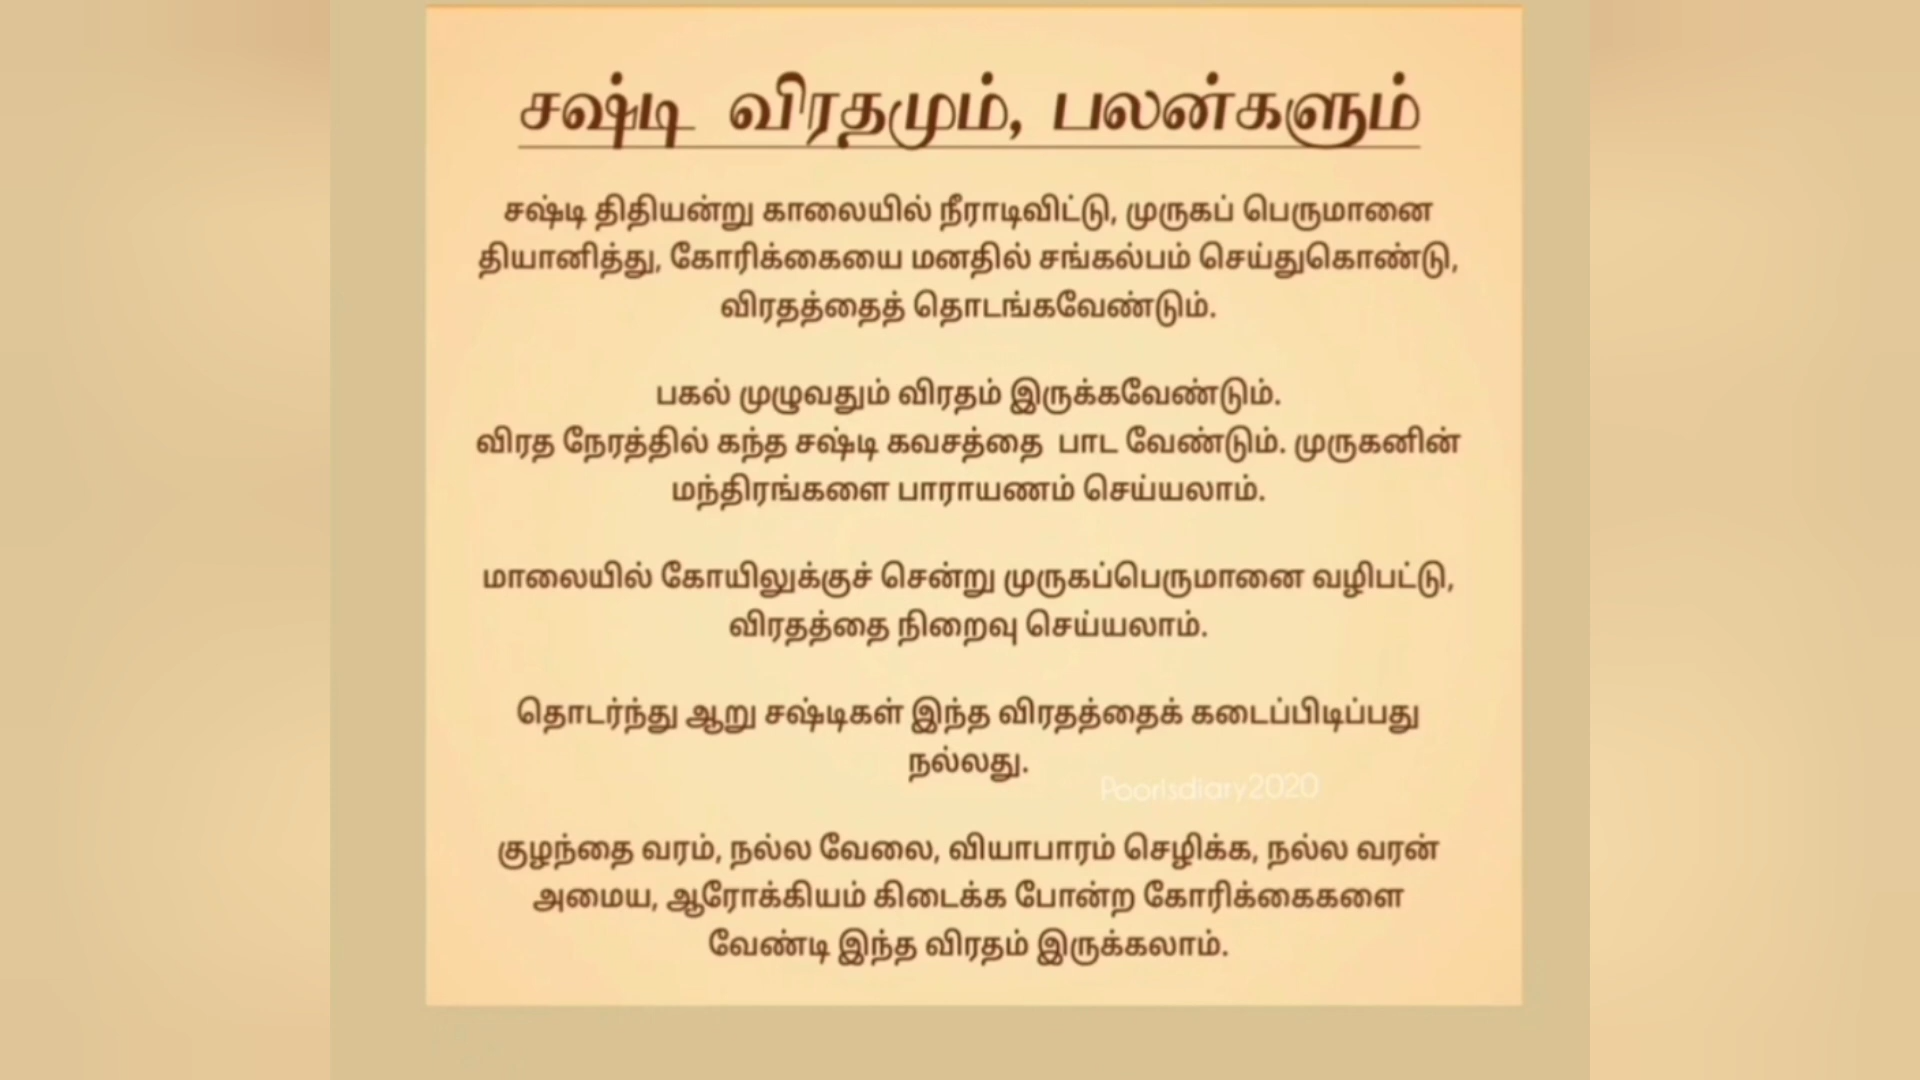 சஷ்டி விரதமும், பலன்களும்
சஷ்டி திதியன்று காலையில் நீராடிவிட்டு, முருகப் பெருமானை
தியானித்து, கோரிக்கையை மனதில் சங்கல்பம் செய்துகொண்டு,
விரதத்தைத் தொடங்கவேண்டும்.
பகல் முழுவதும் விரதம் இருக்கவேண்டும்.
விரத நேரத்தில் கந்த சஷ்டி கவசத்தை பாட வேண்டும். முருகனின்
மந்திரங்களை பாராயணம் செய்யலாம்.
மாலையில் கோயிலுக்குச் சென்று முருகப்பெருமானை வழிபட்டு,
விரதத்தை நிறைவு செய்யலாம்.
தொடர்ந்து ஆறு சஷ்டிகள் இந்த விரதத்தைக் கடைப்பிடிப்பது
நல்லது.
Poorisdiary2020
குழந்தை வரம், நல்ல வேலை, வியாபாரம் செழிக்க, நல்ல வரன்
அமைய, ஆரோக்கியம் கிடைக்க போன்ற கோரிக்கைகளை
வேண்டி இந்த விரதம் இருக்கலாம்.